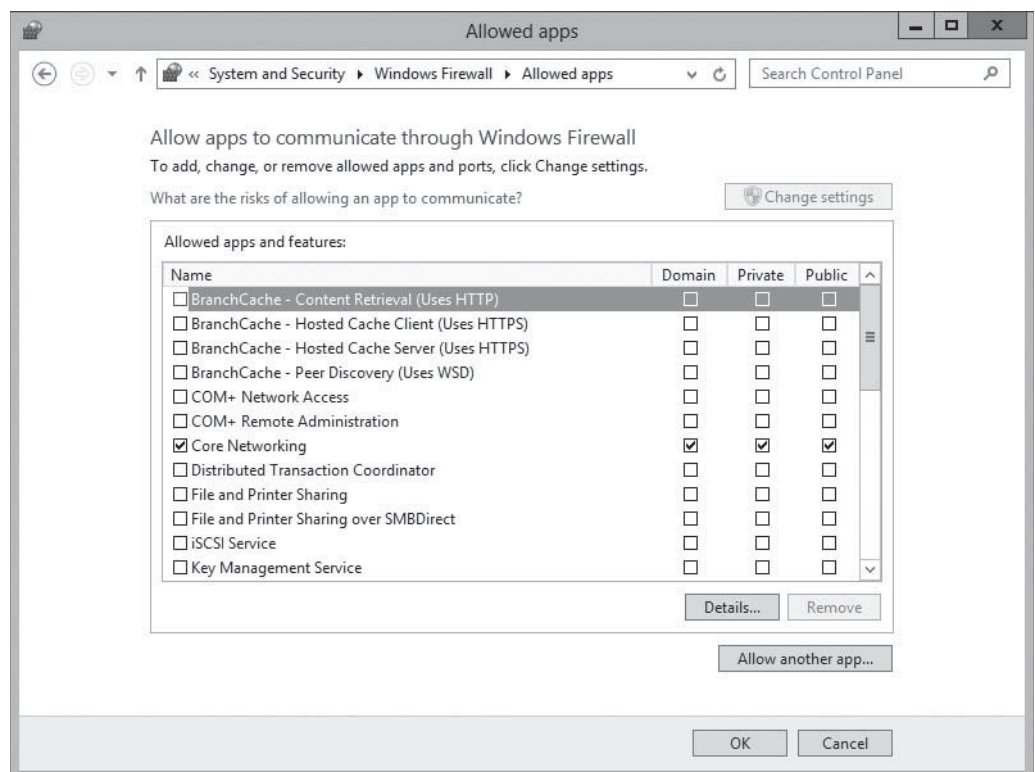 Allowed apps
« System and Security ▸ Windows Firewall ▸ Allowed apps
Search Control Panel
Allow apps to communicate through Windows Firewall
To add, change, or remove allowed apps and ports, click Change settings.
What are the risks of allowing an app to communicate?
Change settings
Allowed apps and features:
Name Domain Private Public
BranchCache - Content Retrieval (Uses HTTP)
BranchCache - Hosted Cache Client (Uses HTTPS)
BranchCache - Hosted Cache Server (Uses HTTPS)
BranchCache - Peer Discovery (Uses WSD)
COM+ Network Access
COM+ Remote Administration
Core Networking
Distributed Transaction Coordinator
File and Printer Sharing
File and Printer Sharing over SMBDirect
iSCSI Service
Key Management Service
Details... Remove
Allow another app...
OK Cancel